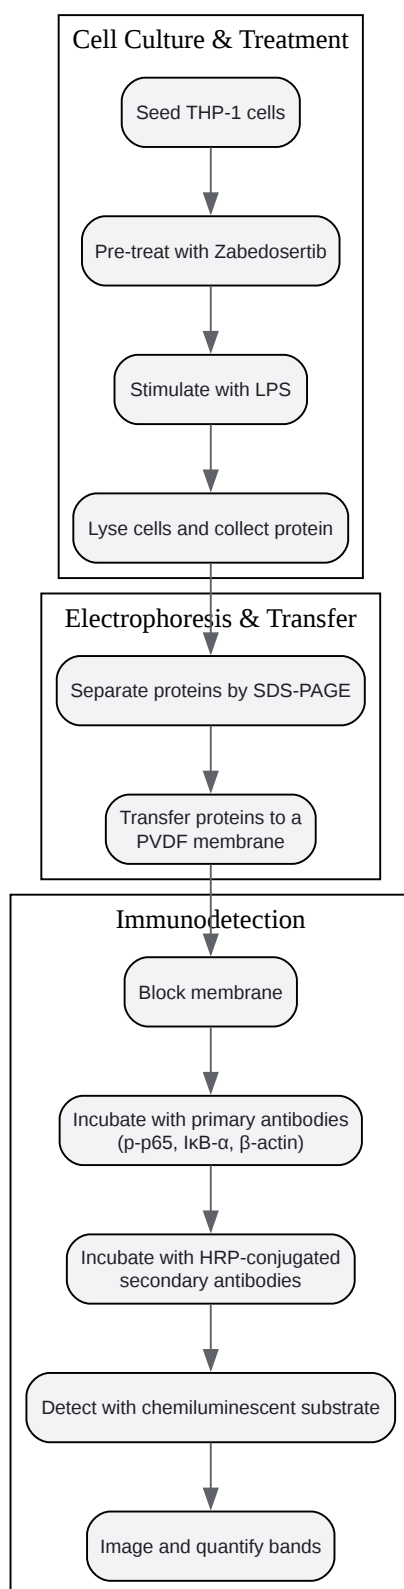 Cell Culture & Treatment
Seed THP-1 cells
Pre-treat with Zabedosertib
Stimulate with LPS
Lyse cells and collect protein
Electrophoresis & Transfer
Separate proteins by SDS-PAGE
Transfer proteins to a
PVDF membrane
Immunodetection
Block membrane
Incubate with primary antibodies
(p-p65, IκB-α, β-actin)
Incubate with HRP-conjugated
secondary antibodies
Detect with chemiluminescent substrate
Image and quantify bands